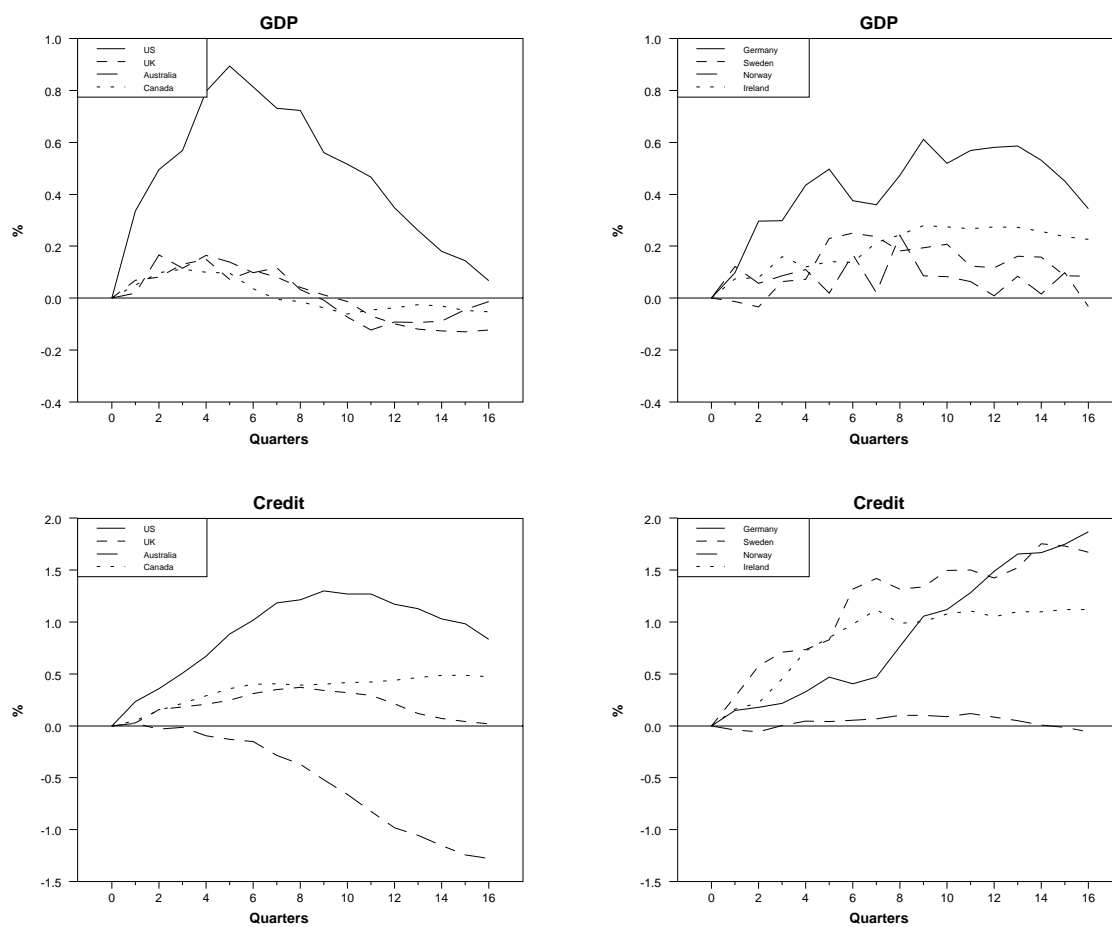 GDP
US
UK
Australia
Canada
%
1.0
0.8
0.6
0.4
0.2
0.0
-0.2
-0.4
0 2 4 6 8 10 12 14 16
Quarters
GDP
Germany
Sweden
Norway
Ireland
%
1.0
0.8
0.6
0.4
0.2
0.0
-0.2
-0.4
0 2 4 6 8 10 12 14 16
Quarters
Credit
US
UK
Australia
Canada
%
2.0
1.5
1.0
0.5
0.0
-0.5
-1.0
-1.5
0 2 4 6 8 10 12 14 16
Quarters
Credit
Germany
Sweden
Norway
Ireland
%
2.0
1.5
1.0
0.5
0.0
-0.5
-1.0
-1.5
0 2 4 6 8 10 12 14 16
Quarters